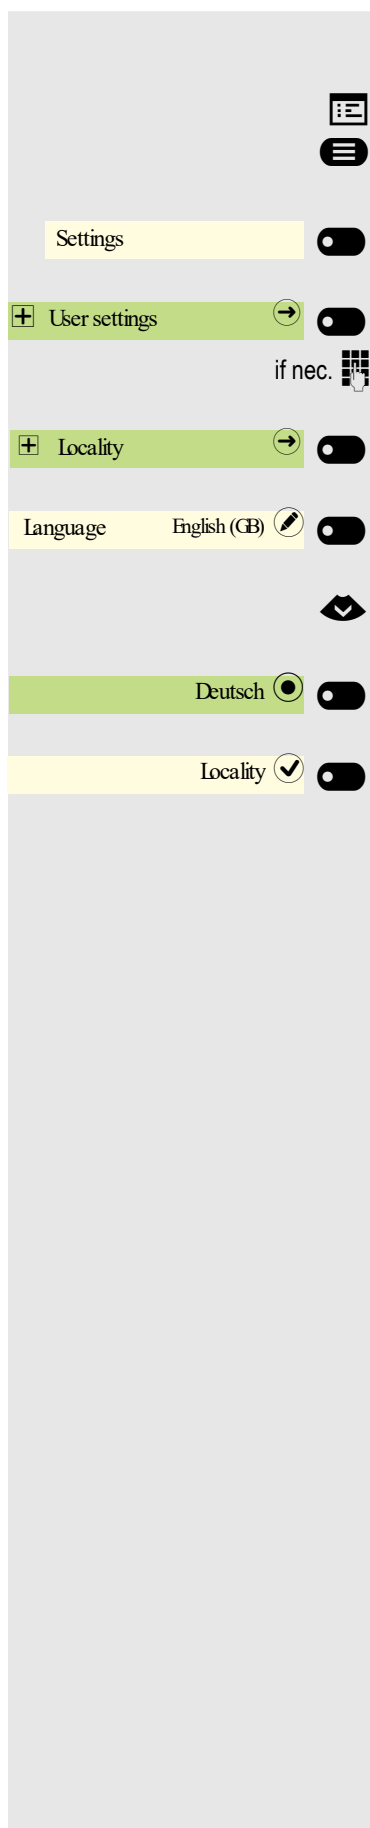 Settings
User settings
if nec.
Locality
Language English (GB)
Deutsch
Locality